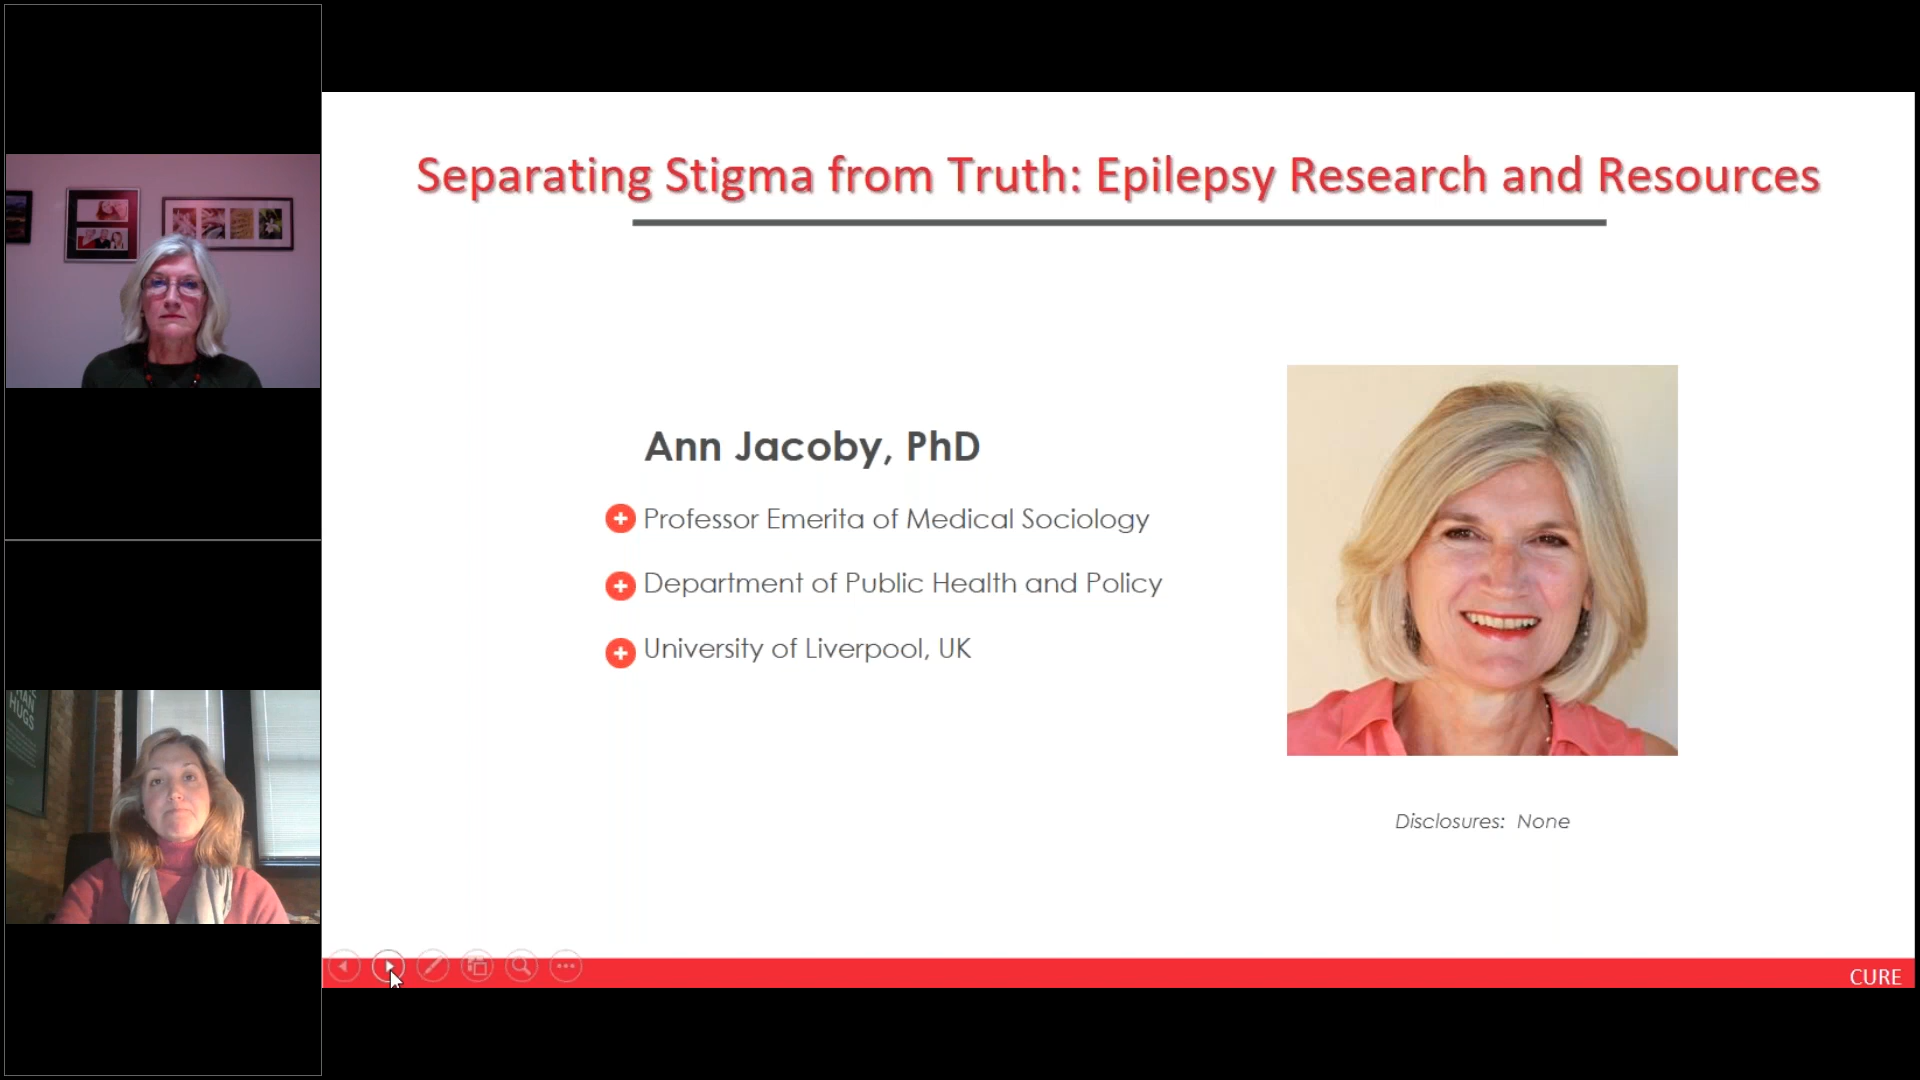 Separating Stigma from Truth: Epilepsy Research and Resources
Ann Jacoby, PhD
Professor Emerita of Medical Sociology
Department of Public Health and Policy
University of Liverpool, UK
Disclosures: None
CURE
HUGS